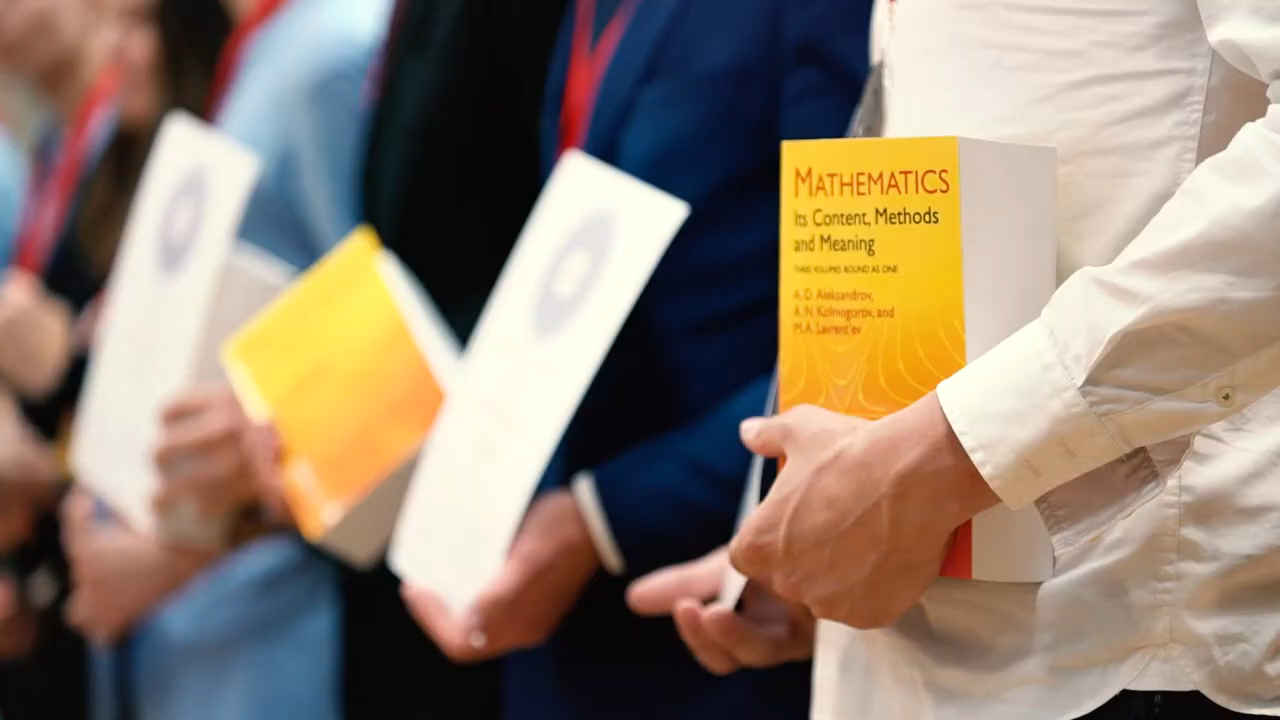 MATHEMATICS
Its Content, Methods
and Meaning
THREE VOLUMES BOUND AS ONE
A. D. Aleksandrov,
A. N. Kolmogorov, and
M. A. Lavrent'ev